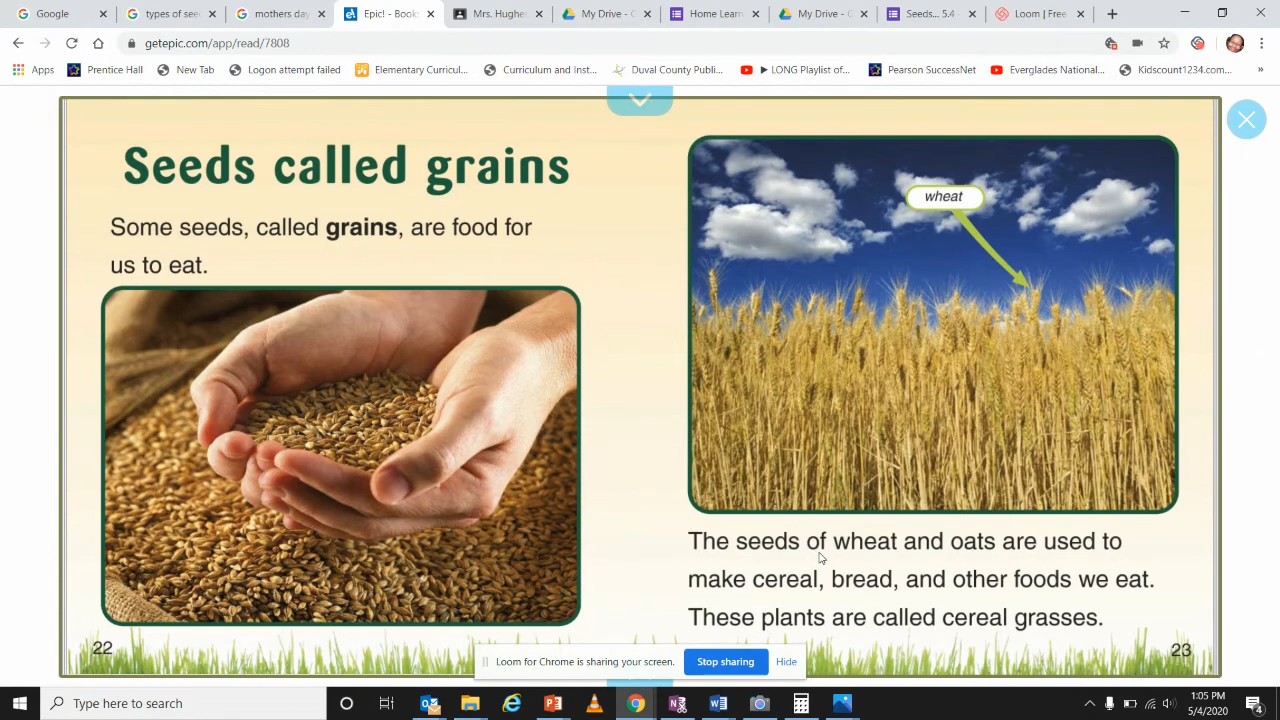 Google
types of see
mothers day
Epic! - Book
Mrs. Hughe
My Drive - G
Home Learn
My Drive - G
Seeds... 5.4
Loom | Free
getepic.com/app/read/7808
Apps
Prentice Hall
New Tab
Logon attempt failed
Elementary Curricul...
Curriculum and Inst...
Duval County Publi...
► LONG Playlist of...
Pearson SuccessNet
Everglades National...
Kidscount1234.com...
»
Seeds called grains
Some seeds, called grains, are food for
us to eat.
22
wheat
The seeds of wheat and oats are used to
make cereal, bread, and other foods we eat.
These plants are called cereal grasses.
23
Loom for Chrome is sharing your screen.
Stop sharing
Hide
Type here to search
1:05 PM
5/4/2020
4